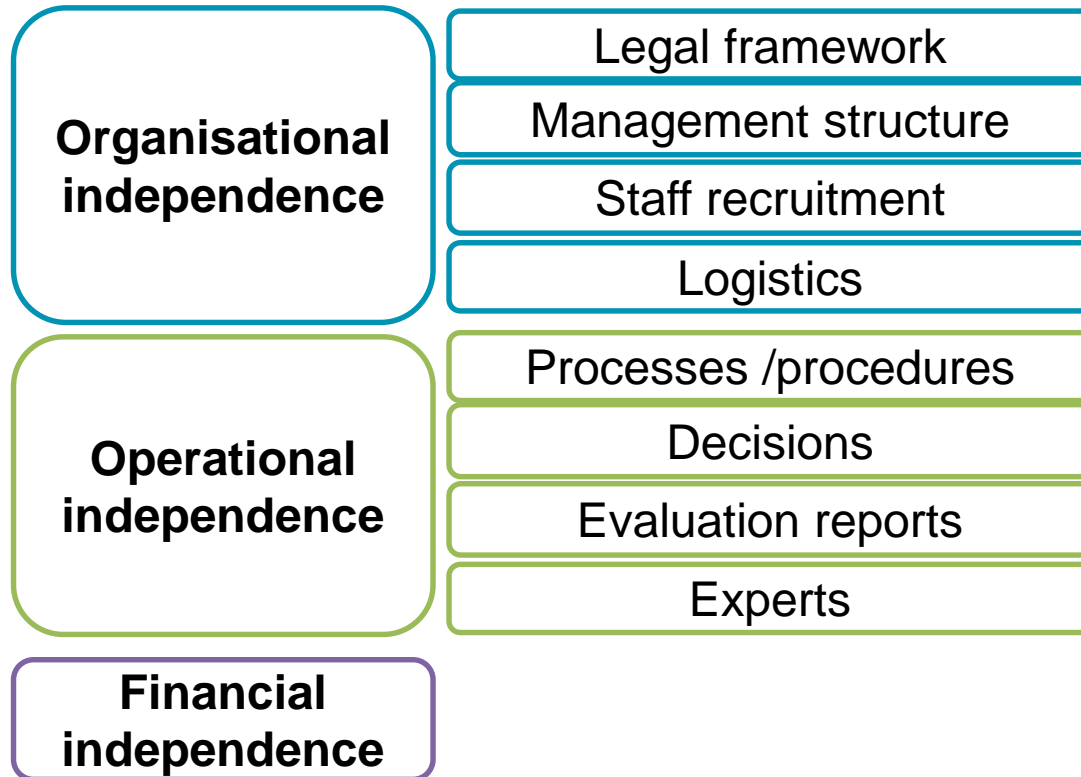 Organisational
independence
Legal framework
Management structure
Staff recruitment
Logistics
Operational
independence
Processes /procedures
Decisions
Evaluation reports
Experts
Financial
independence